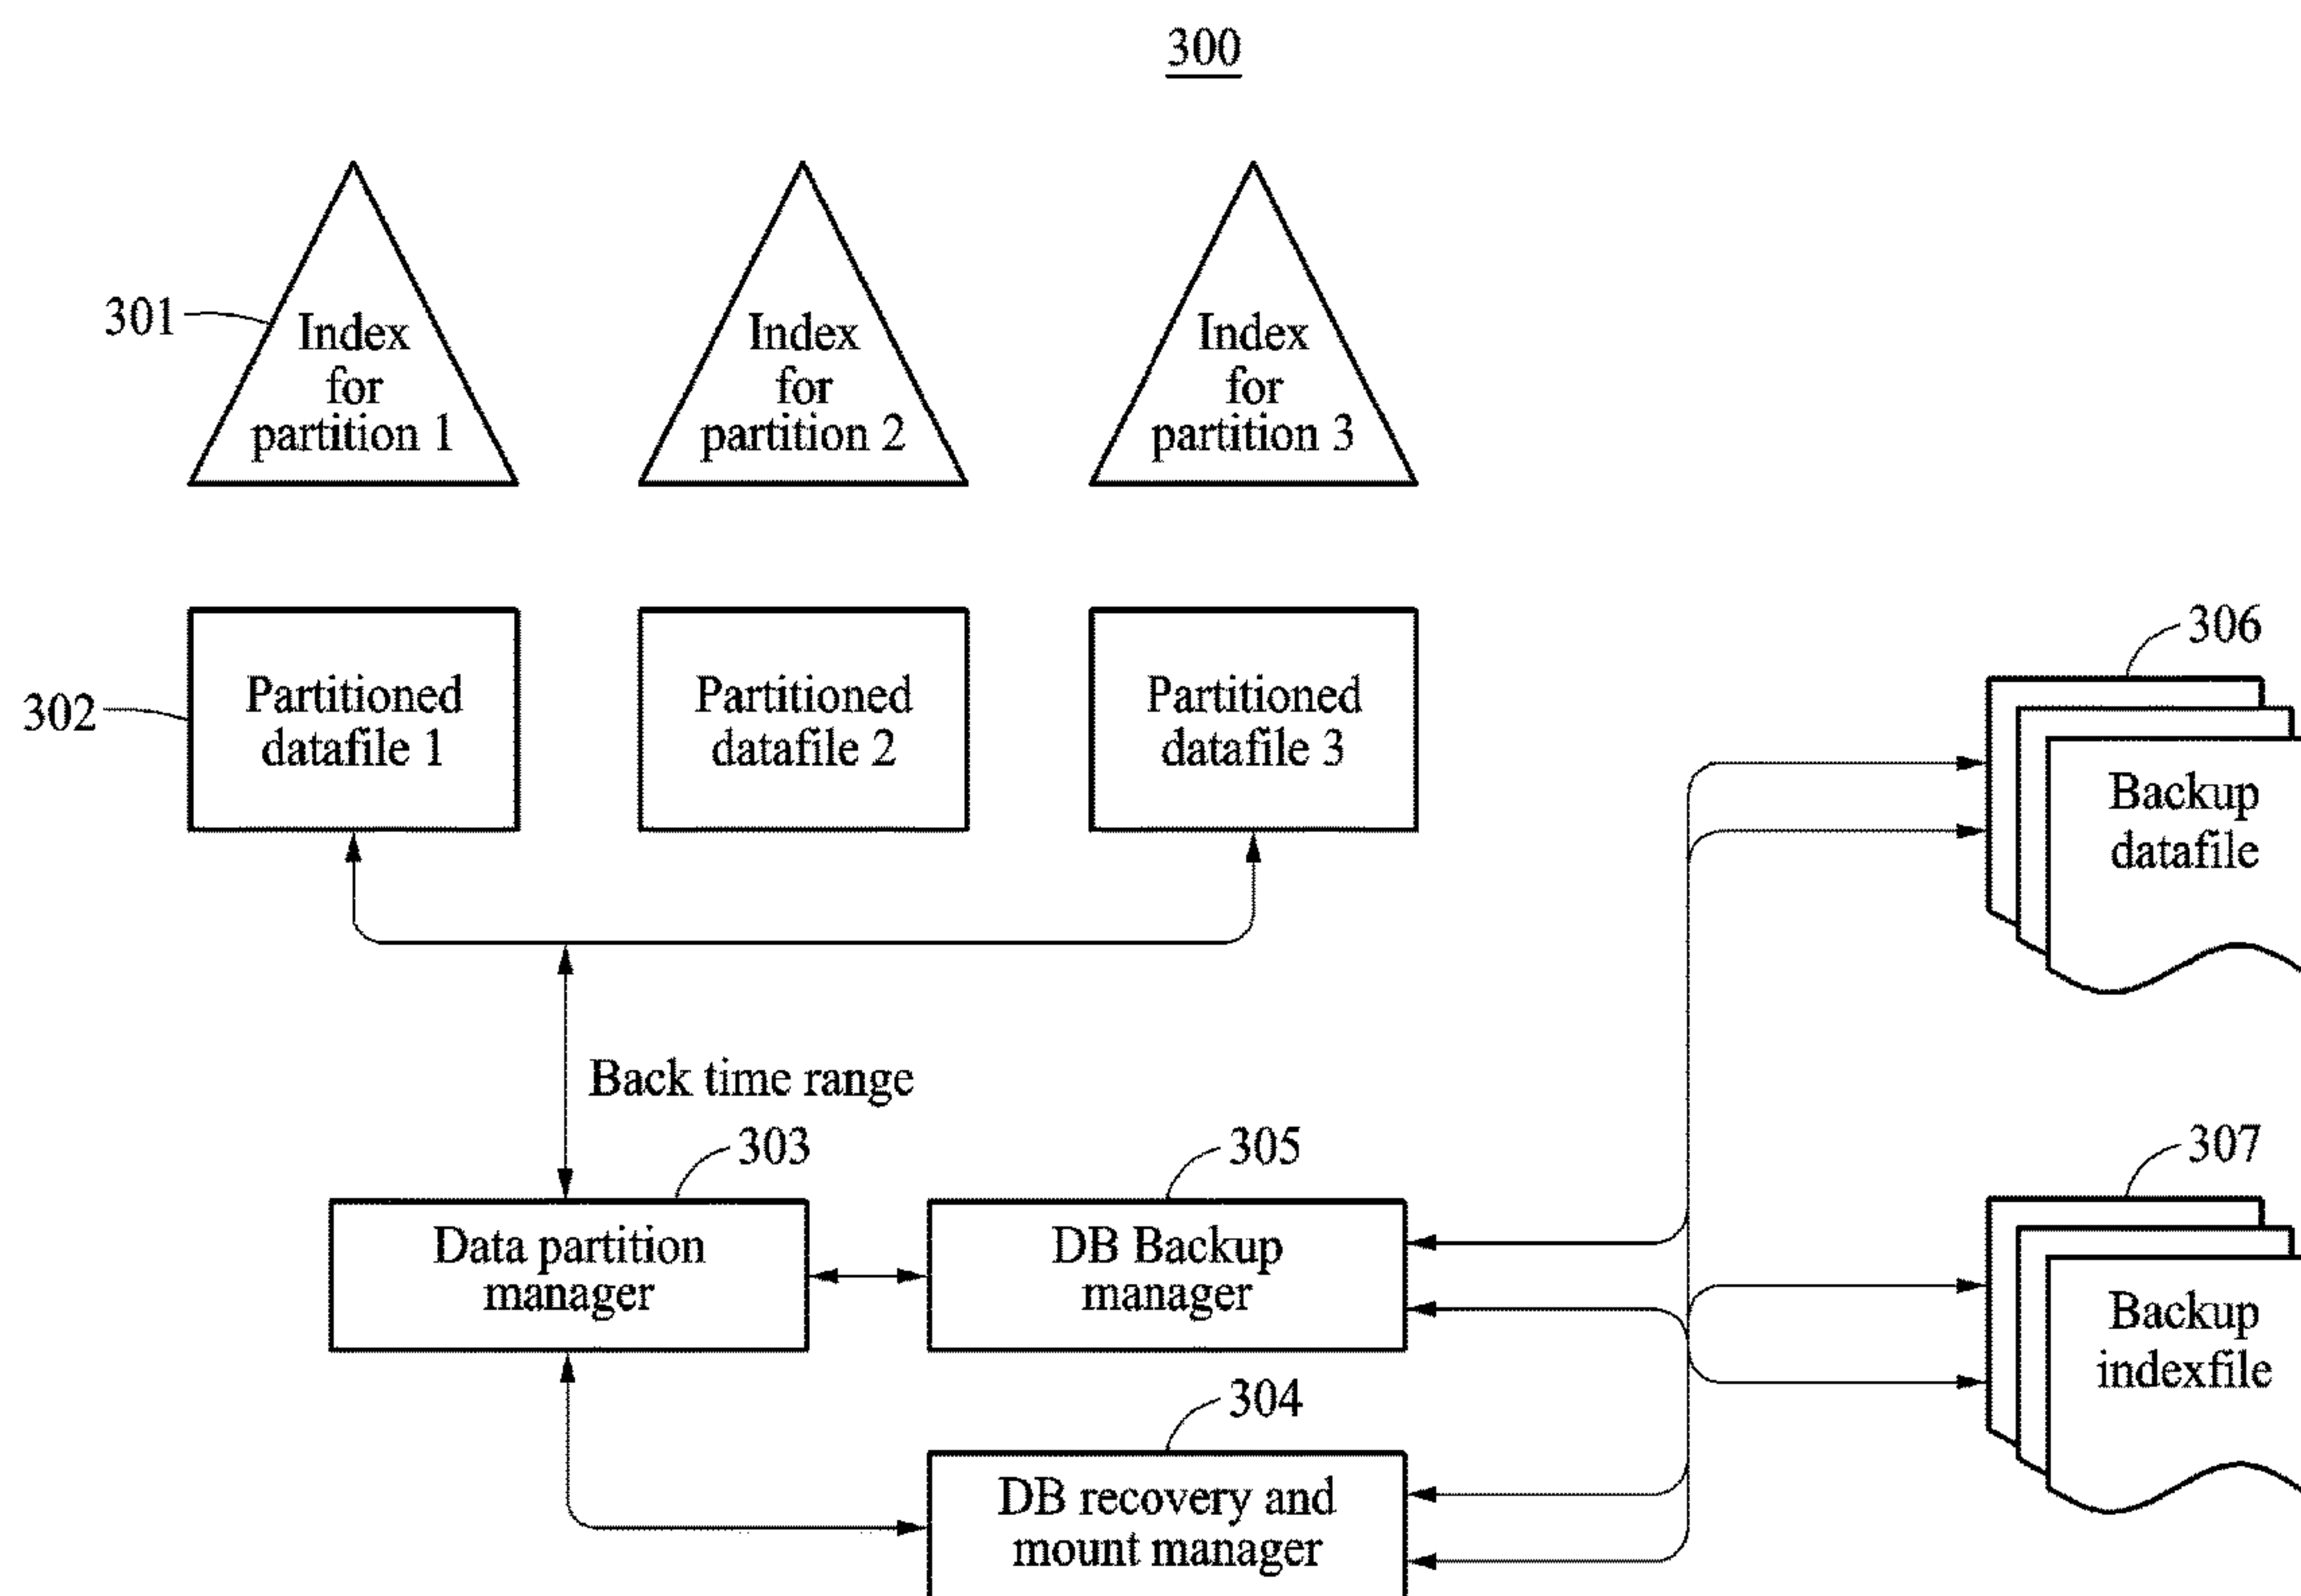 300
301
Index
for
partition 1
Index
for
partition 2
Index
for
partition 3
302
Partitioned
datafile 1
Partitioned
datafile 2
Partitioned
datafile 3
306
Backup
datafile
Back time range
303
305
307
Data partition
manager
DB Backup
manager
Backup
indexfile
304
DB recovery and
mount manager